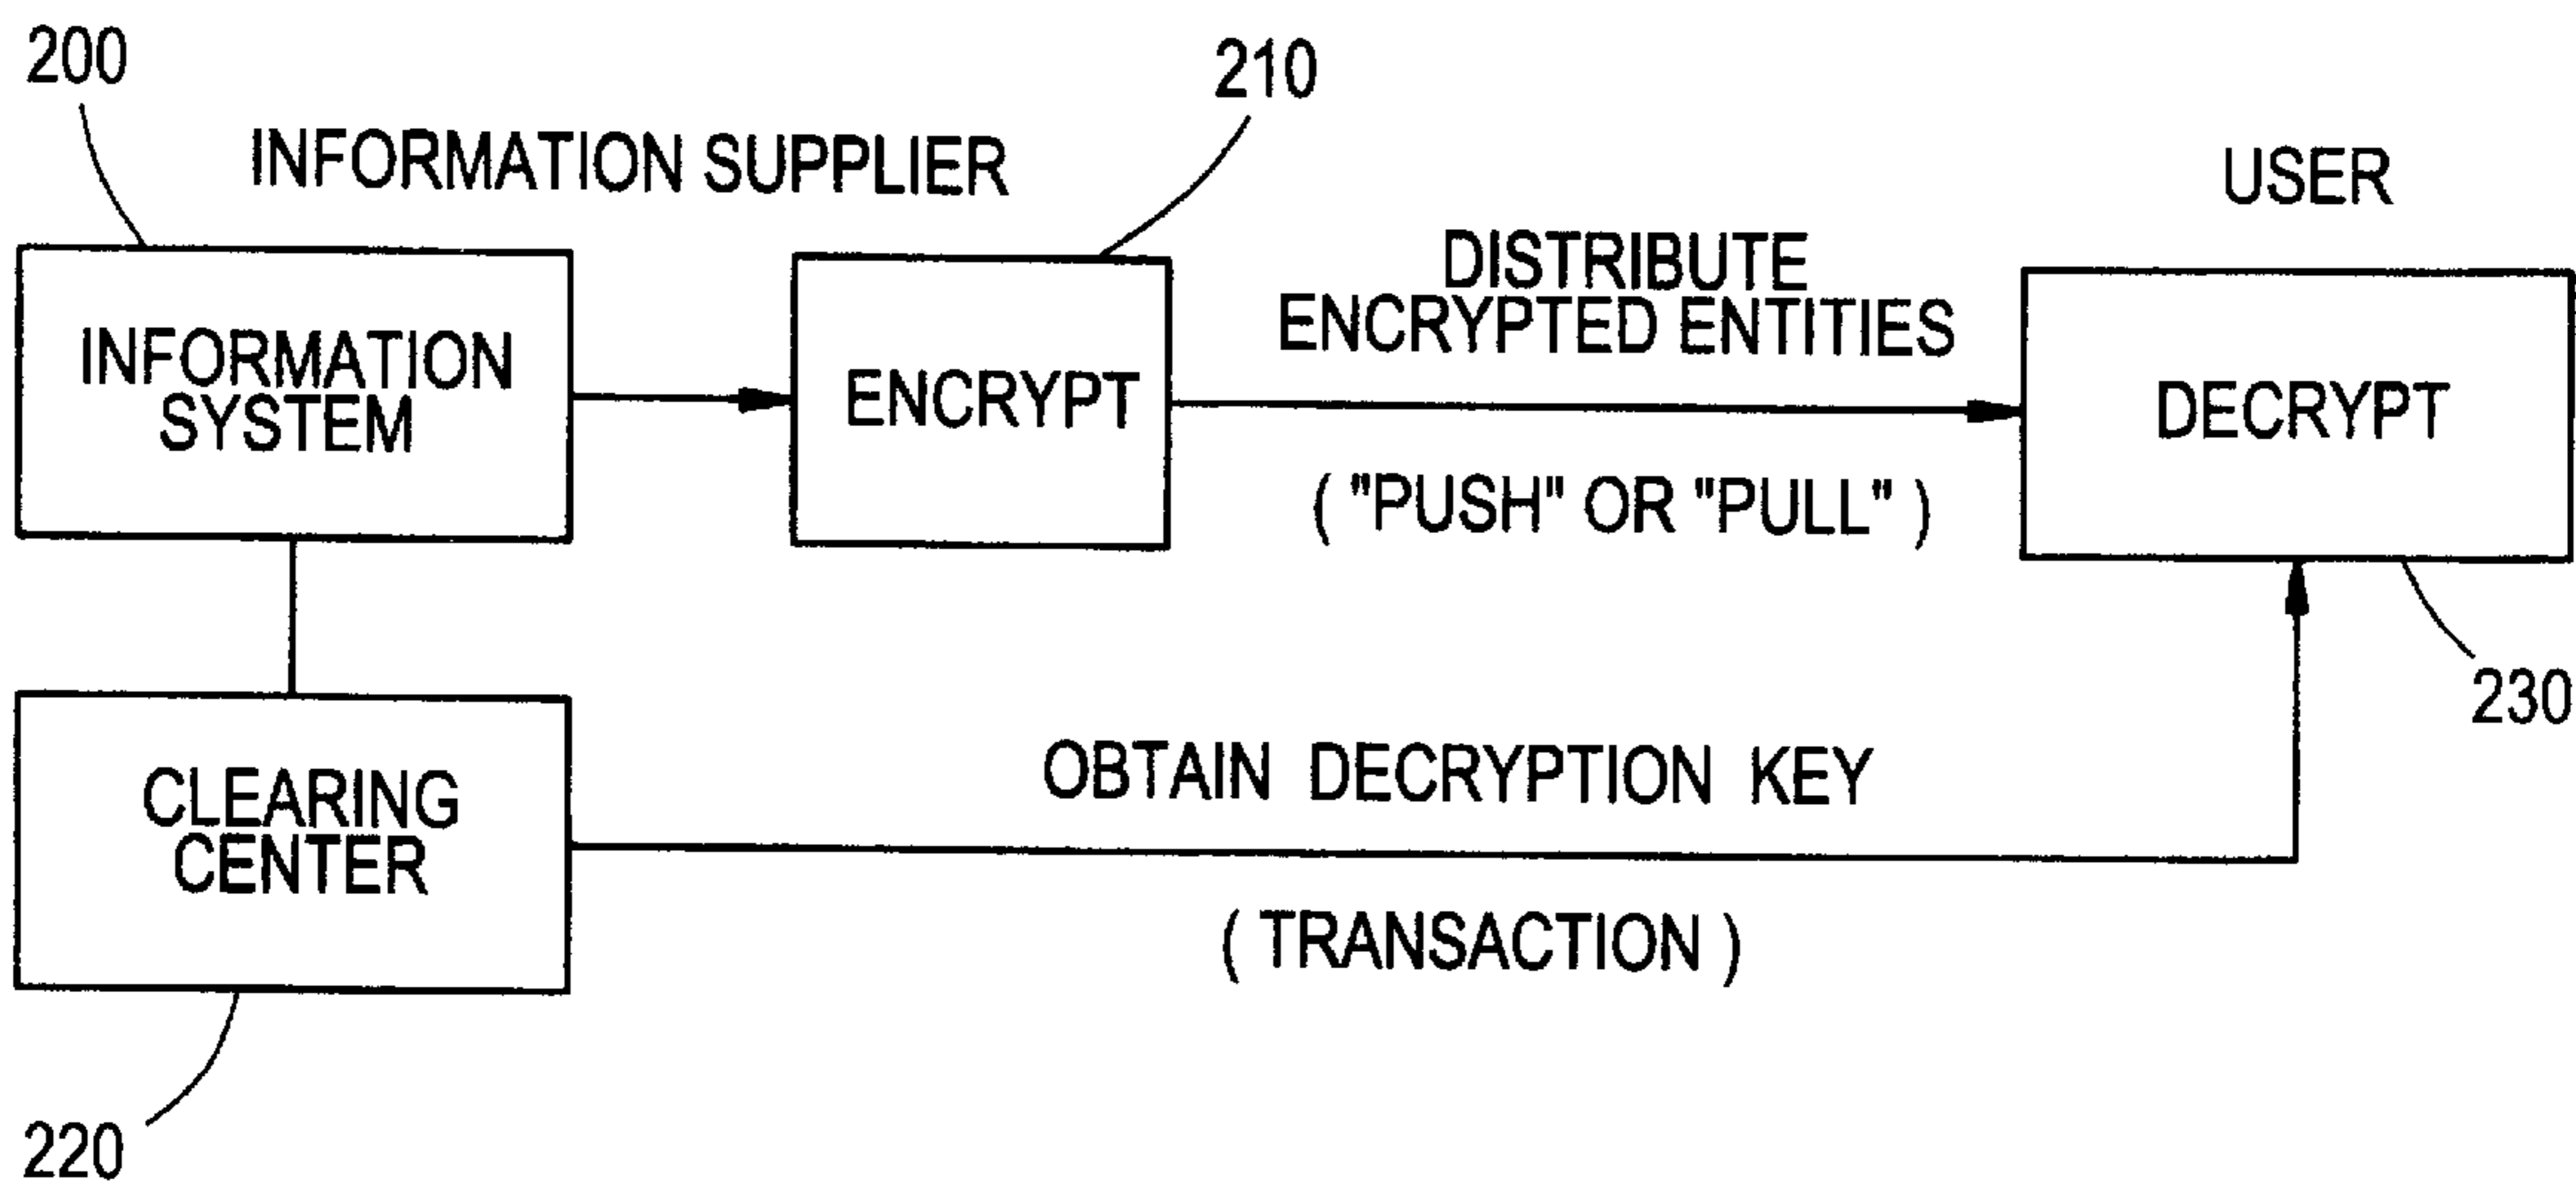 200
210
INFORMATION SUPPLIER
USER
DISTRIBUTE
ENCRYPTED ENTITIES
INFORMATION
SYSTEM
ENCRYPT
DECRYPT
( "PUSH" OR "PULL" )
230
OBTAIN DECRYPTION KEY
CLEARING
CENTER
( TRANSACTION )
220